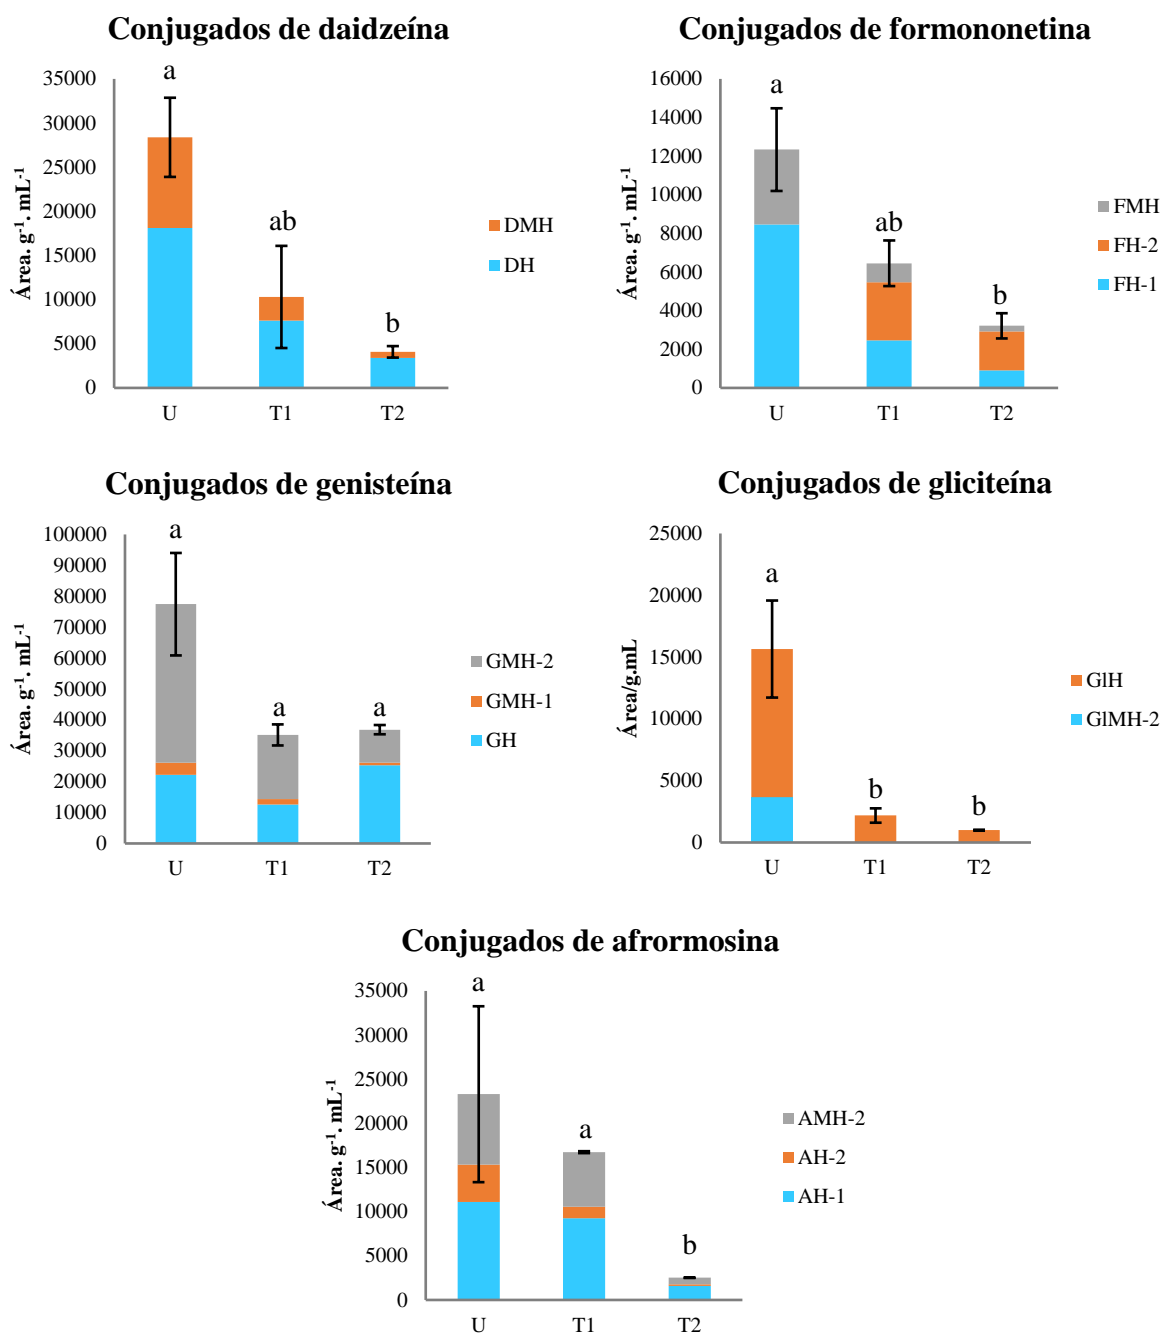 Conjugados de daidzeína
Área. g-1. mL-1
35000
30000
25000
20000
15000
10000
5000
0
a
ab
b
U T1 T2
DMH
DH
Conjugados de formononetina
Área. g-1. mL-1
16000
14000
12000
10000
8000
6000
4000
2000
0
a
ab
b
U T1 T2
FMH
FH-2
FH-1
Conjugados de genisteína
Área. g-1. mL-1
100000
90000
80000
70000
60000
50000
40000
30000
20000
10000
0
a
a
a
U T1 T2
GMH-2
GMH-1
GH
Conjugados de gliciteína
Área/g.mL
25000
20000
15000
10000
5000
0
a
b
b
U T1 T2
GlH
GlMH-2
Conjugados de afrormosina
Área. g-1. mL-1
35000
30000
25000
20000
15000
10000
5000
0
a
a
b
U T1 T2
AMH-2
AH-2
AH-1